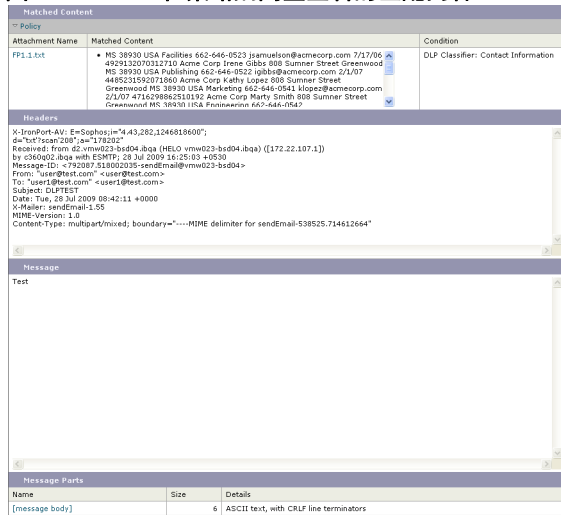 Matched Content
Policy
Attachment Name Matched Content Condition
FP1.1.txt
• MS 38930 USA Facilities 662-646-0523 jsamuelson@acmecorp.com 7/17/06
4929132070312710 Acme Corp Irene Gibbs 808 Sumner Street Greenwood
MS 38930 USA Publishing 662-646-0522 igibbs@acmecorp.com 2/1/07
4485231592071860 Acme Corp Kathy Lopez 808 Sumner Street
Greenwood MS 38930 USA Marketing 662-646-0541 klopez@acmecorp.com
2/1/07 4716298862510192 Acme Corp Marty Smith 808 Sumner Street
Greenwood MS 38930 USA Engineering 662-646-0542
DLP Classifier: Contact Information
Headers
X-IronPort-AV: E=Sophos;i="4.43,282,1246818600";
d="txt'?scan'208";a="178202"
Received: from d2.vmw023-bsd04.ibqa (HELO vmw023-bsd04.ibqa) ([172.22.107.1])
by c360q02.ibqa with ESMTP; 28 Jul 2009 16:25:03 +0530
Message-ID: <792087.518002035-sendEmail@vmw023-bsd04>
From: "user@test.com" <user@test.com>
To: "user1@test.com" <user1@test.com>
Subject: DLPTEST
Date: Tue, 28 Jul 2009 08:42:11 +0000
X-Mailer: sendEmail-1.55
MIME-Version: 1.0
Content-Type: multipart/mixed; boundary="----MIME delimiter for sendEmail-538525.714612664"
Message
Test
Message Parts
Name Size Details
[message body] 6 ASCII text, with CRLF line terminators